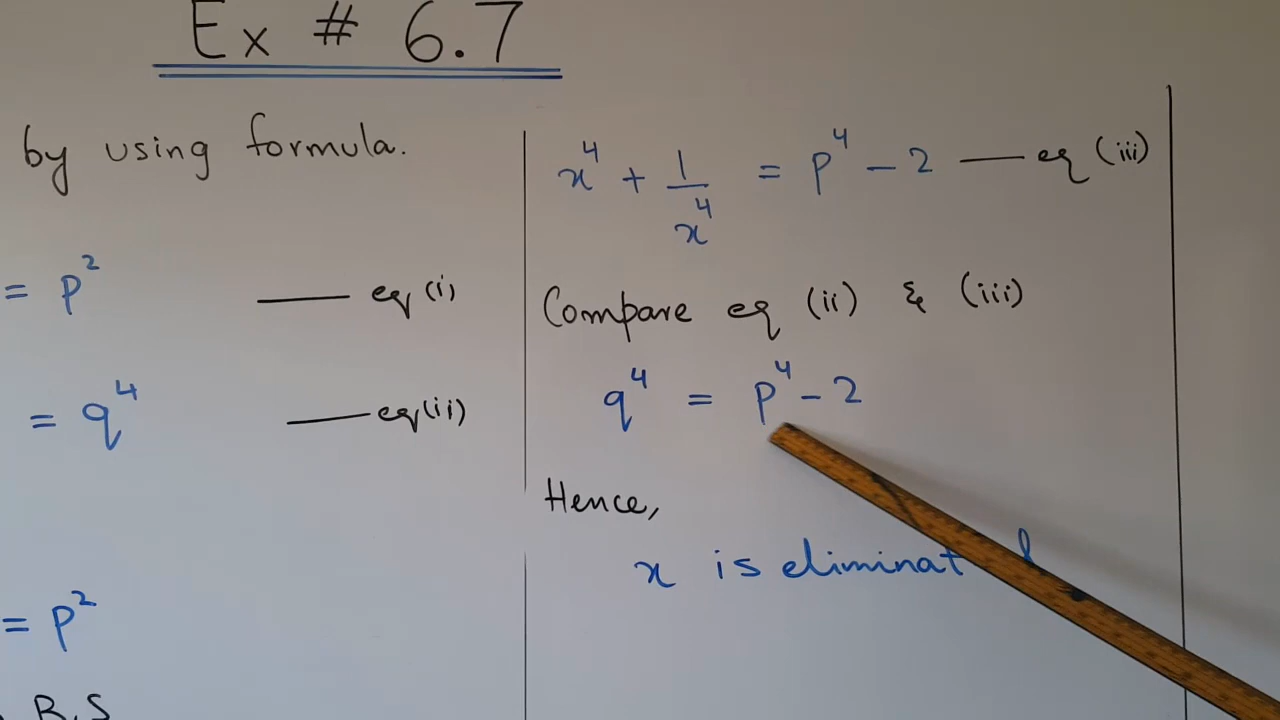 Ex # 6.7
by using formula.
= p² —— eq (i)
= q⁴ —— eq (ii)
= p²
B.S
x⁴ + 1/x⁴ = p⁴ - 2 —— eq (iii)
Compare eq (ii) & (iii)
q⁴ = p⁴ - 2
Hence,
x is